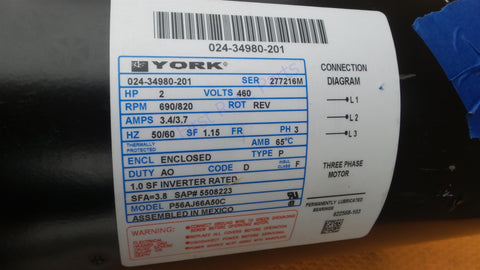 024-34980-201
YORK®
024-34980-201 SER 277216M
HP 2 VOLTS 460
RPM 690/820 ROT REV
AMPS 3.4/3.7
HZ 50/60 SF 1.15 FR PH 3
THERMALLY PROTECTED AMB 65°C
ENCL ENCLOSED TYPE P
DUTY AO CODE D INSUL CLASS F
1.0 SF INVERTER RATED
SFA=3.8 SAP# 5508223
MODEL P56AJ66A50C
ASSEMBLED IN MEXICO
CONNECTION
DIAGRAM
L1
L2
L3
THREE PHASE
MOTOR
PERMANENTLY LUBRICATED
BEARINGS
WARNING